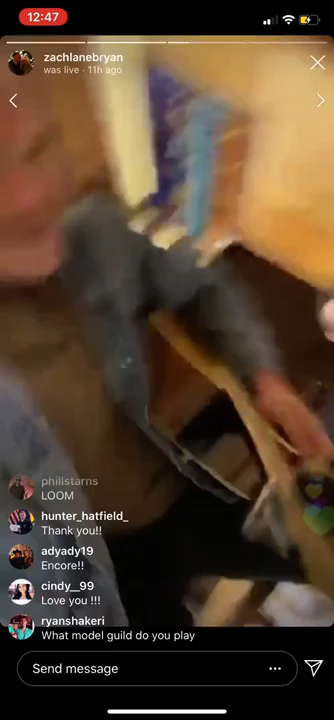 12:47
zachlanebryan
was live · 11h ago
phillstarns
LOOM
hunter_hatfield_
Thank you!!
adyady19
Encore!!
cindy__99
Love you !!!
ryanshakeri
What model guild do you play
Send message